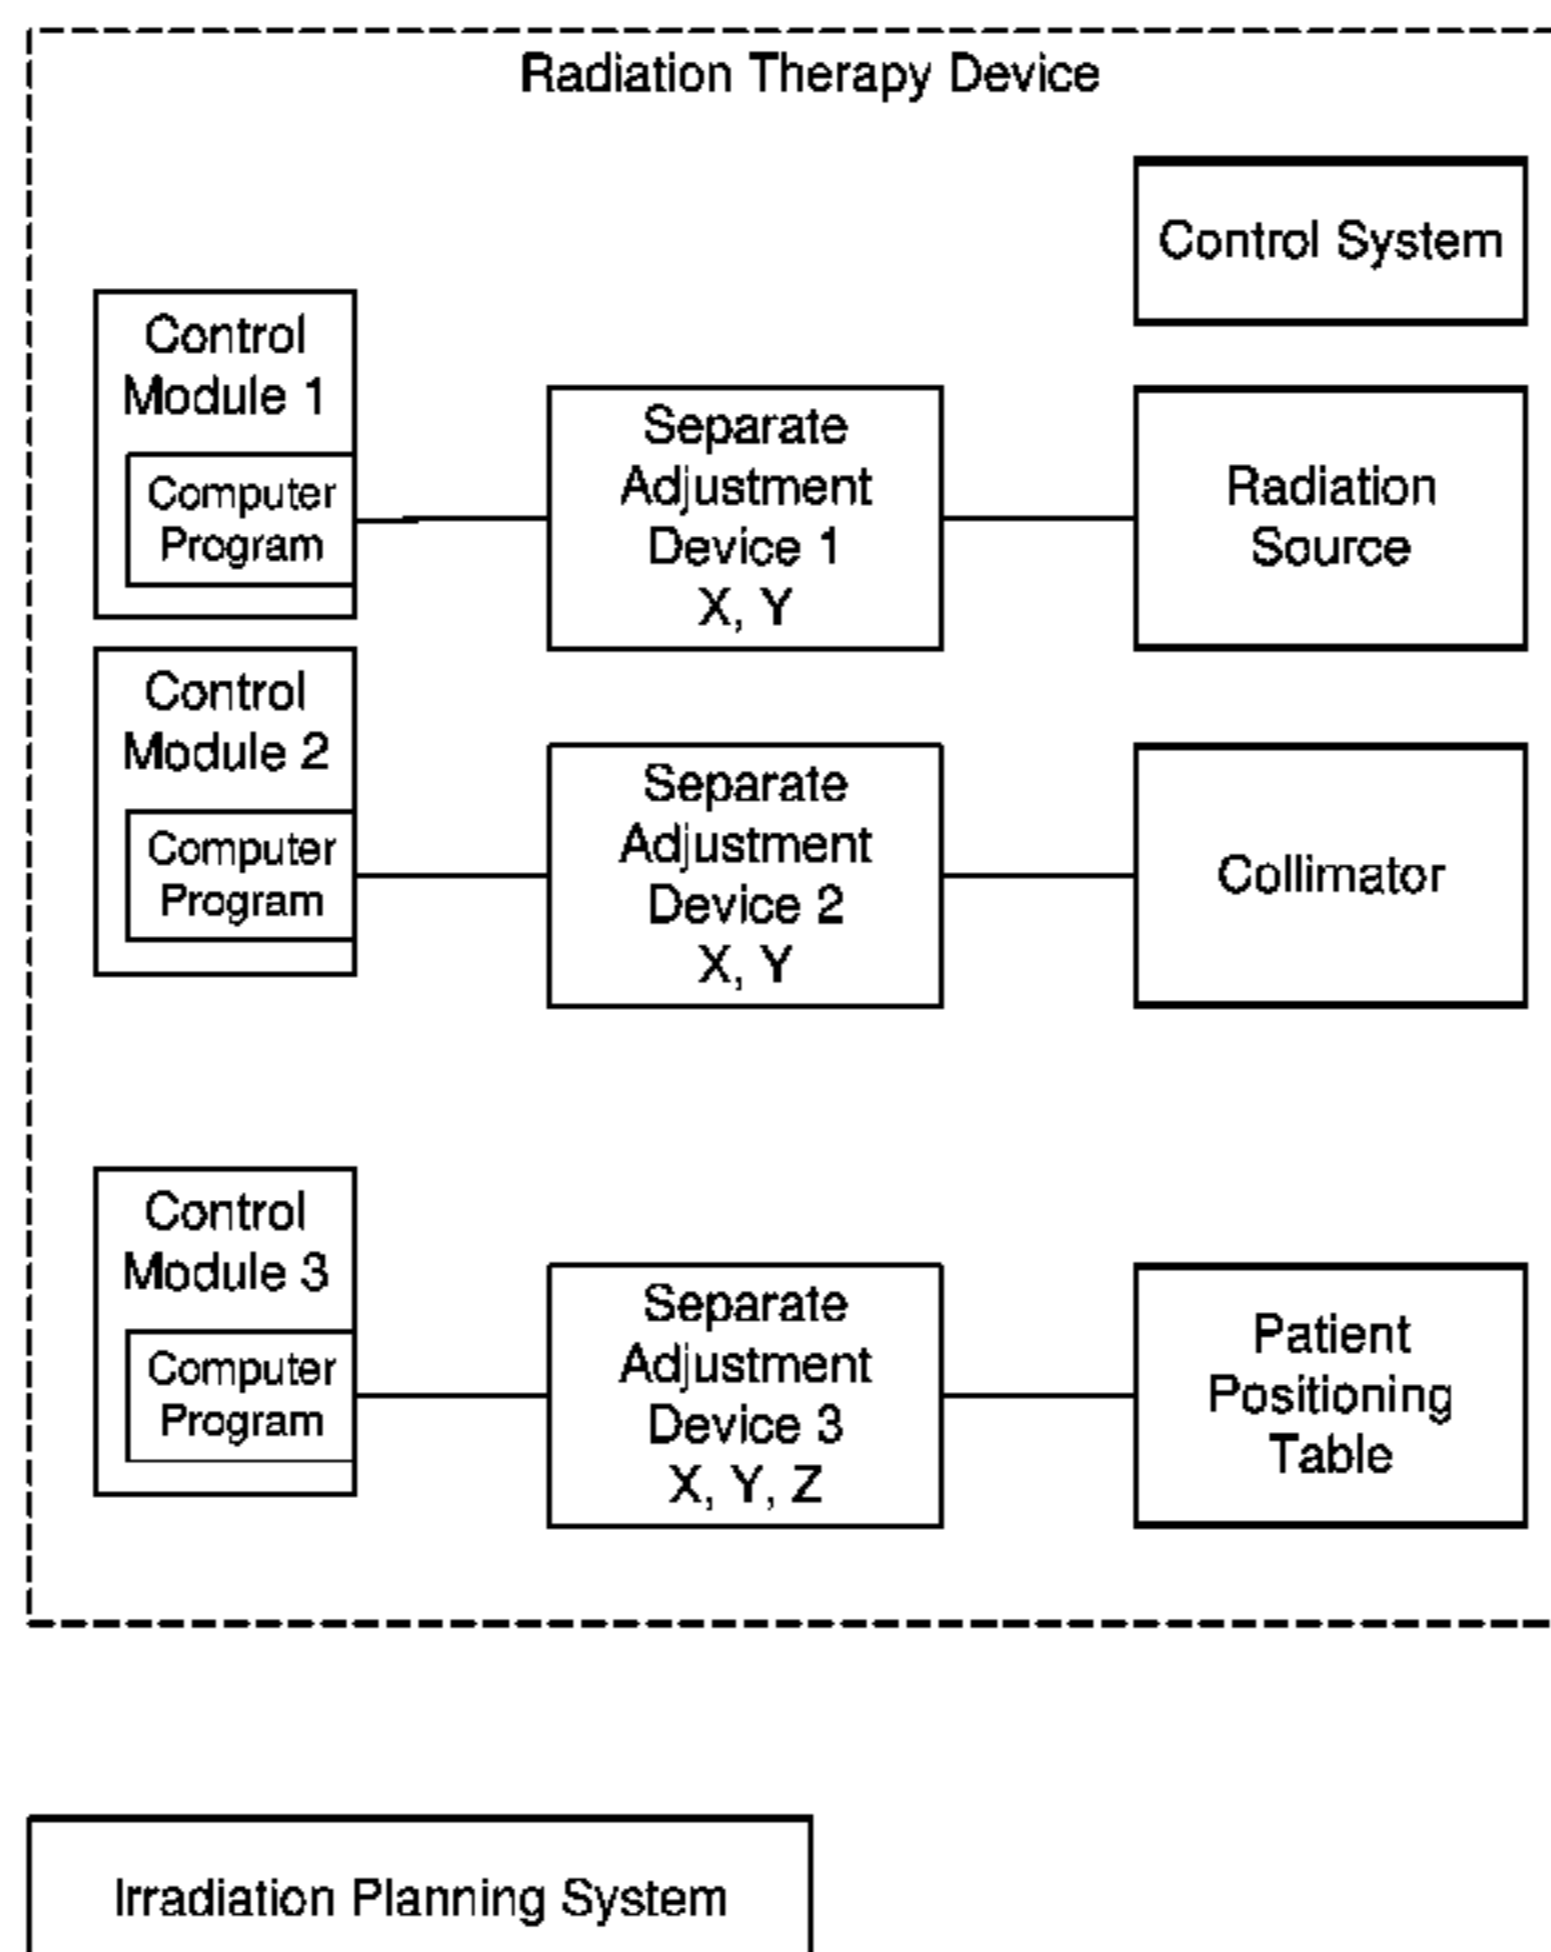 Radiation Therapy Device
Control System
Control
Module 1
Computer
Program
Separate
Adjustment
Device 1
X, Y
Radiation
Source
Control
Module 2
Computer
Program
Separate
Adjustment
Device 2
X, Y
Collimator
Control
Module 3
Computer
Program
Separate
Adjustment
Device 3
X, Y, Z
Patient
Positioning
Table
Irradiation Planning System